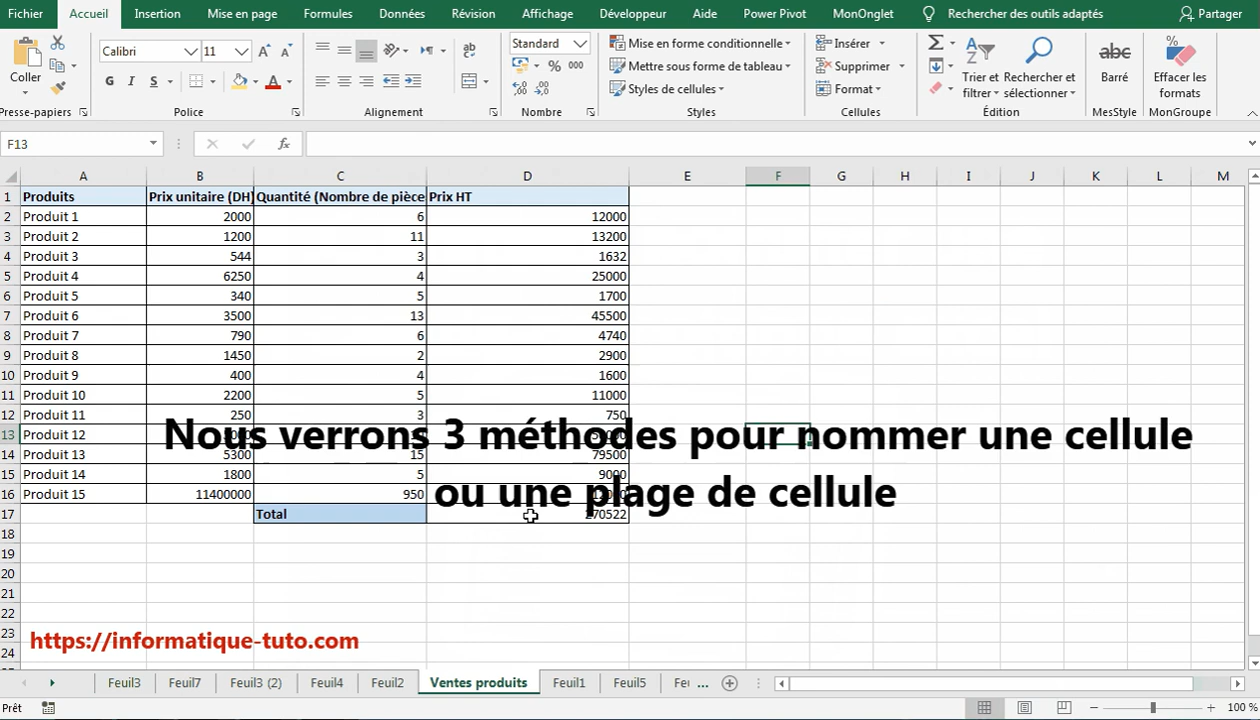 Fichier Accueil Insertion Mise en page Formules Données Révision Affichage Développeur Aide Power Pivot MonOnglet Rechercher des outils adaptés Partager
Coller
Calibri 11
G I S
Standard
% 000
Mise en forme conditionnelle
Mettre sous forme de tableau
Styles de cellules
Insérer
Supprimer
Format
Trier et filtrer
Rechercher et sélectionner
abc
Barré
Effacer les formats
Presse-papiers Police Alignement Nombre Styles Cellules Édition MesStyle MonGroupe
F13 fx
A B C D E F G H I J K L M
1 Produits Prix unitaire (DH) Quantité (Nombre de pièce Prix HT
2 Produit 1 2000 6 12000
3 Produit 2 1200 11 13200
4 Produit 3 544 3 1632
5 Produit 4 6250 4 25000
6 Produit 5 340 5 1700
7 Produit 6 3500 13 45500
8 Produit 7 790 6 4740
9 Produit 8 1450 2 2900
10 Produit 9 400 4 1600
11 Produit 10 2200 5 11000
12 Produit 11 250 3 750
13 Produit 12
Nous verrons 3 méthodes pour nommer une cellule
14 Produit 13 5300 15 79500
15 Produit 14 1800 5 9000
16 Produit 15 11400000 950
ou une plage de cellule
17 Total 270522
18
19
20
21
22
23
https://informatique-tuto.com
24
Feuil3 Feuil7 Feuil3 (2) Feuil4 Feuil2 Ventes produits Feuil1 Feuil5 Feu ...
Prêt 100 %